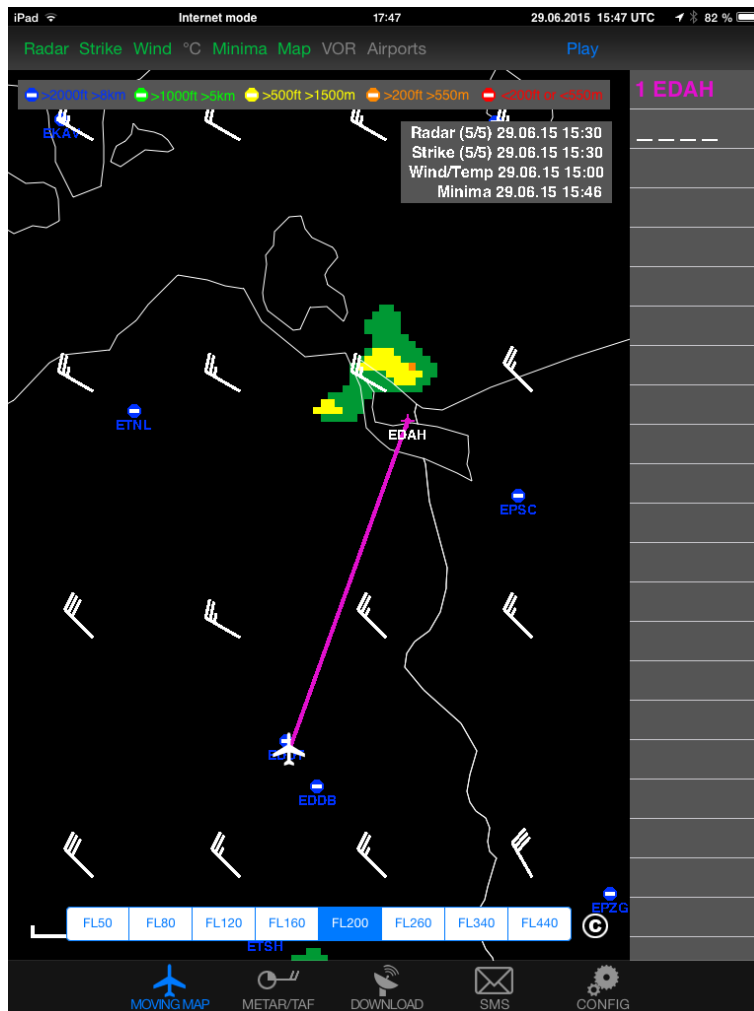 iPad Internet mode 17:47 29.06.2015 15:47 UTC 82 %
Radar Strike Wind °C Minima Map VOR Airports Play
>2000ft >8km >1000ft >5km >500ft >1500m >200ft >550m <200ft or <550m
1 EDAH
EKAV
Radar (5/5) 29.06.15 15:30
Strike (5/5) 29.06.15 15:30
Wind/Temp 29.06.15 15:00
Minima 29.06.15 15:46
ETNL
EDAH
EPSC
EDDB
EPZG
FL50 FL80 FL120 FL160 FL200 FL260 FL340 FL440 C
ETSH
MOVING MAP METAR/TAF DOWNLOAD SMS CONFIG